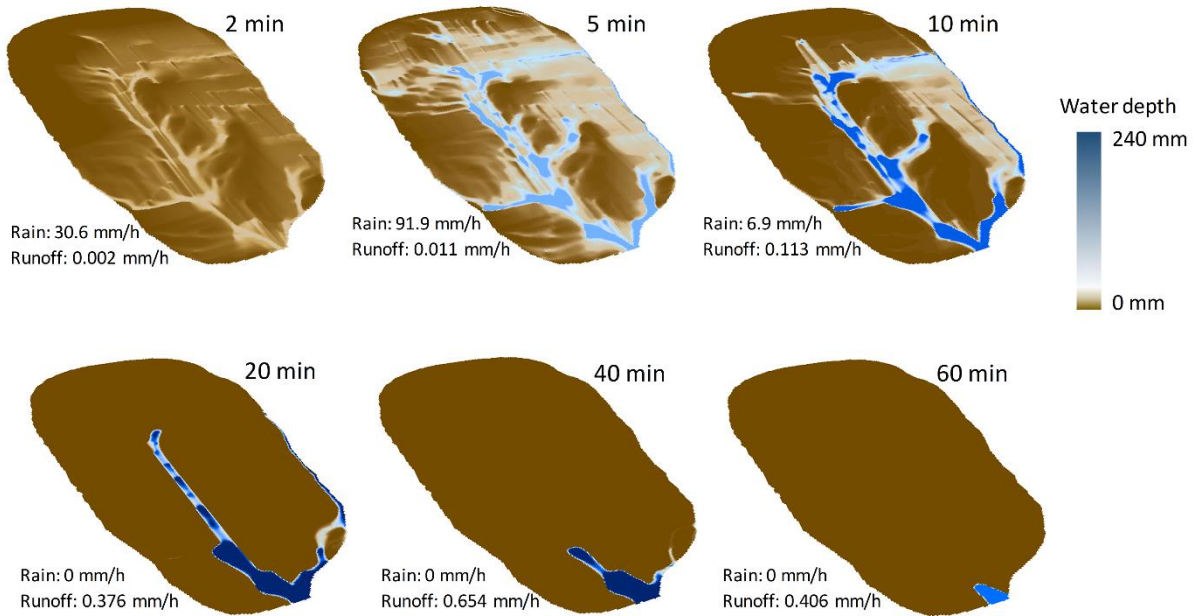 2 min
Rain: 30.6 mm/h
Runoff: 0.002 mm/h
5 min
Rain: 91.9 mm/h
Runoff: 0.011 mm/h
10 min
Rain: 6.9 mm/h
Runoff: 0.113 mm/h
Water depth
240 mm
0 mm
20 min
Rain: 0 mm/h
Runoff: 0.376 mm/h
40 min
Rain: 0 mm/h
Runoff: 0.654 mm/h
60 min
Rain: 0 mm/h
Runoff: 0.406 mm/h